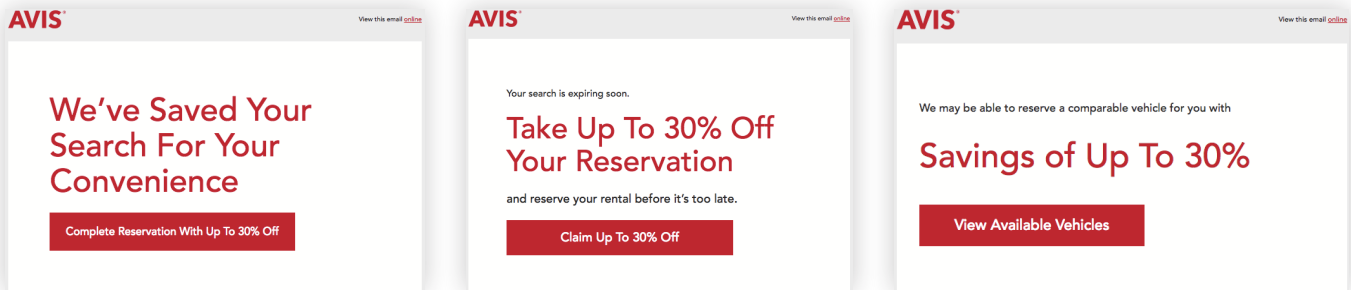 AVIS®
View this email online
We've Saved Your
Search For Your
Convenience
Complete Reservation With Up To 30% Off
AVIS®
View this email online
Your search is expiring soon.
Take Up To 30% Off
Your Reservation
and reserve your rental before it's too late.
Claim Up To 30% Off
AVIS®
View this email online
We may be able to reserve a comparable vehicle for you with
Savings of Up To 30%
View Available Vehicles